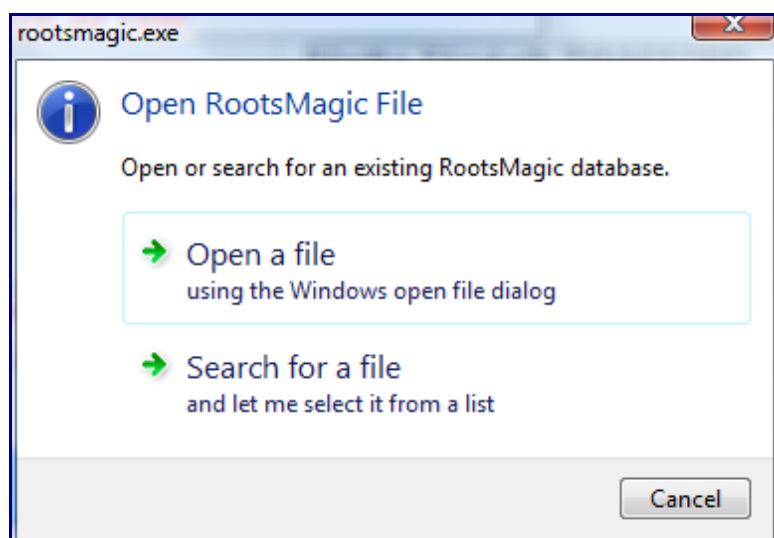 rootsmagic.exe
Open RootsMagic File
Open or search for an existing RootsMagic database.
Open a file
using the Windows open file dialog
Search for a file
and let me select it from a list
Cancel